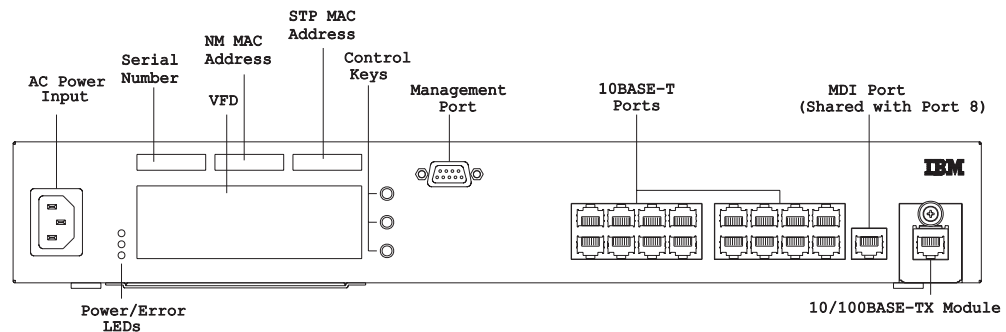 STP MAC
Address
NM MAC
Address
Serial
Number
Control
Keys
AC Power
Input
VFD
Management
Port
10BASE-T
Ports
MDI Port
(Shared with Port 8)
IBM
Power/Error
LEDs
10/100BASE-TX Module